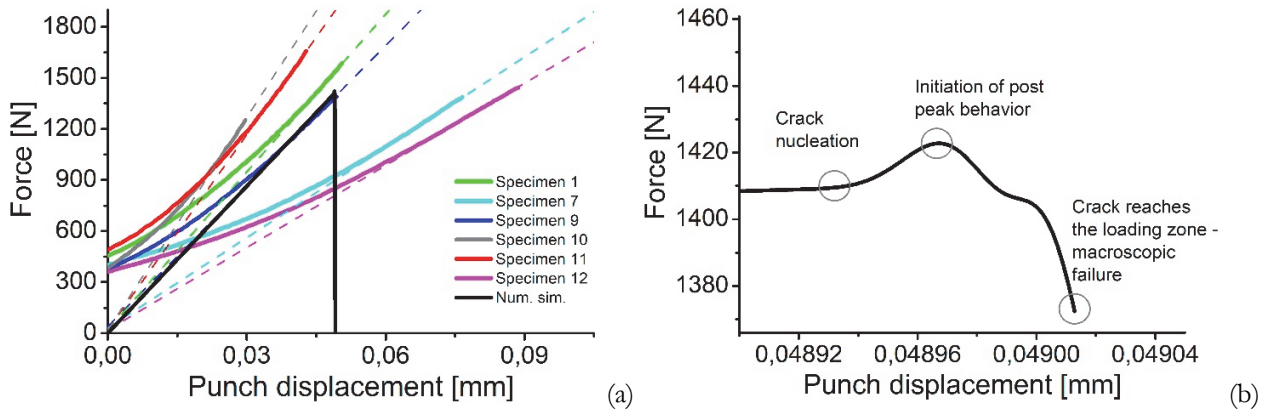 1800
1500
1200
900
600
300
0
Force [N]
Specimen 1
Specimen 7
Specimen 9
Specimen 10
Specimen 11
Specimen 12
Num. sim.
0,00
0,03
0,06
0,09
Punch displacement [mm]
(a)
1460
1440
1420
1400
1380
Force [N]
Crack
nucleation
Initiation of post
peak behavior
Crack reaches
the loading zone -
macroscopic
failure
0,04892
0,04896
0,04900
0,04904
Punch displacement [mm]
(b)